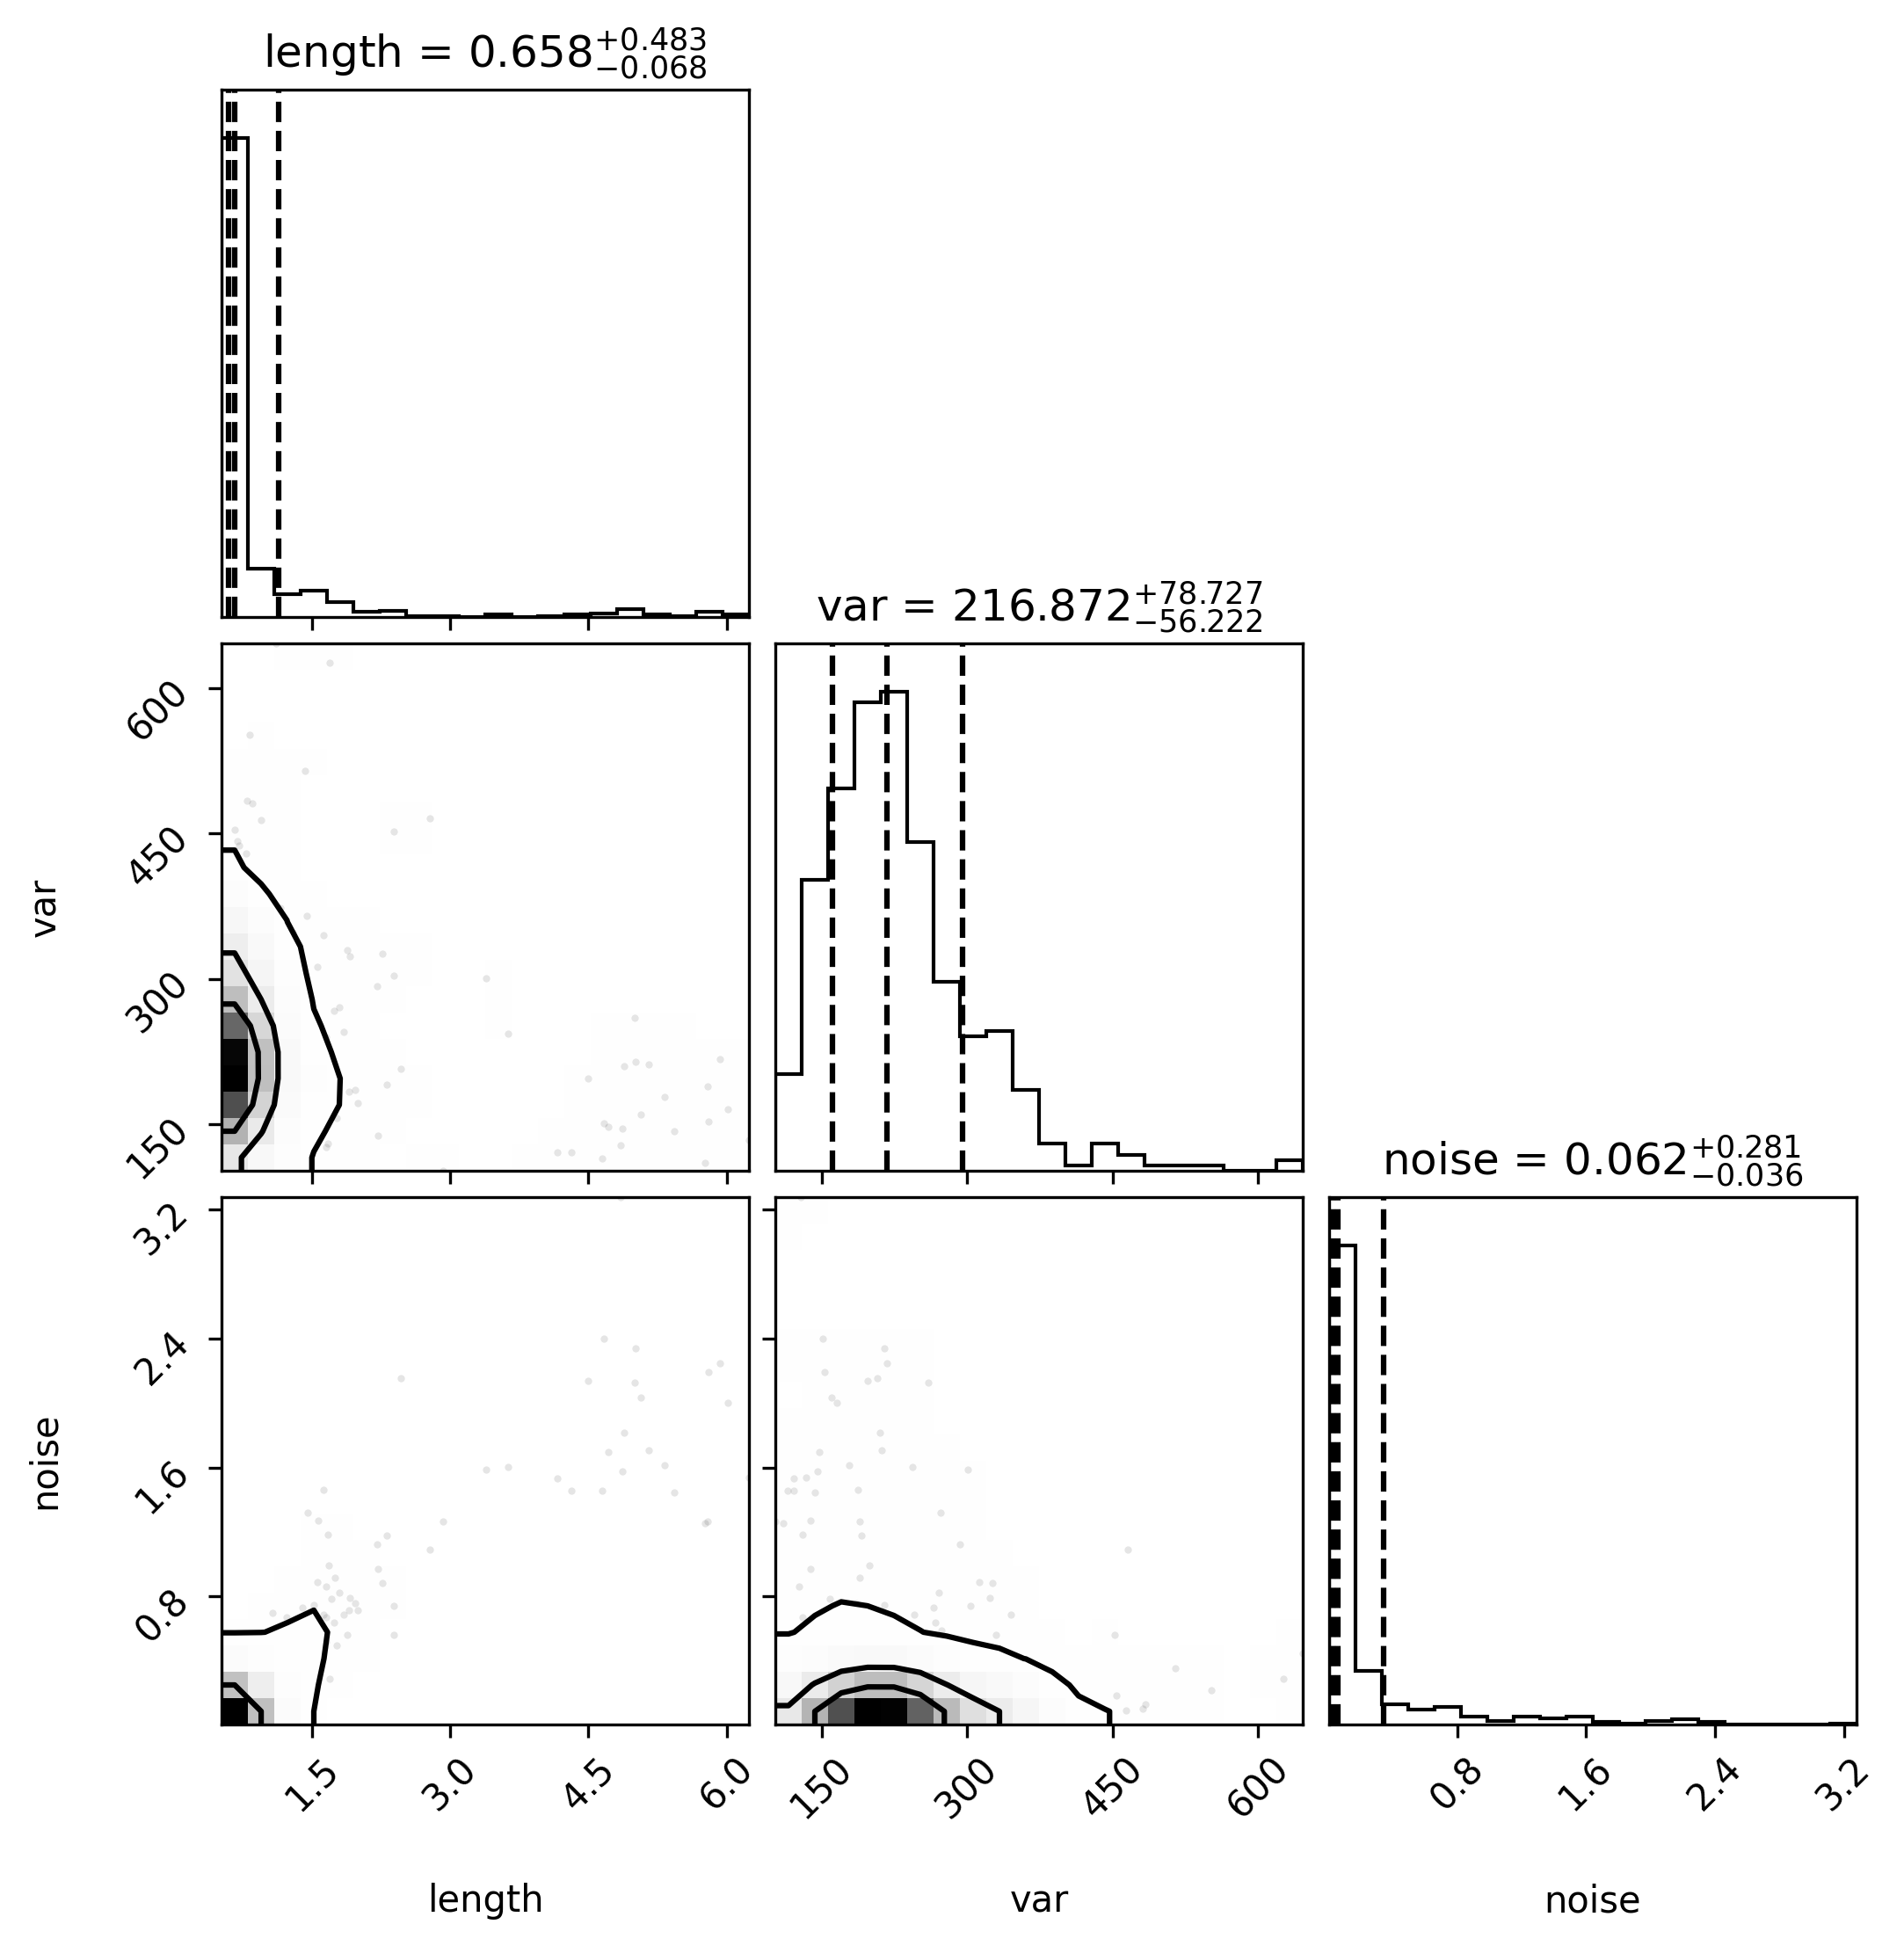 length = 0.658 +0.483 −0.068
var = 216.872 +78.727 −56.222
600
450
300
150
var
noise = 0.062 +0.281 −0.036
3.2
2.4
1.6
0.8
noise
1.5 3.0 4.5 6.0 150 300 450 600 0.8 1.6 2.4 3.2
length var noise